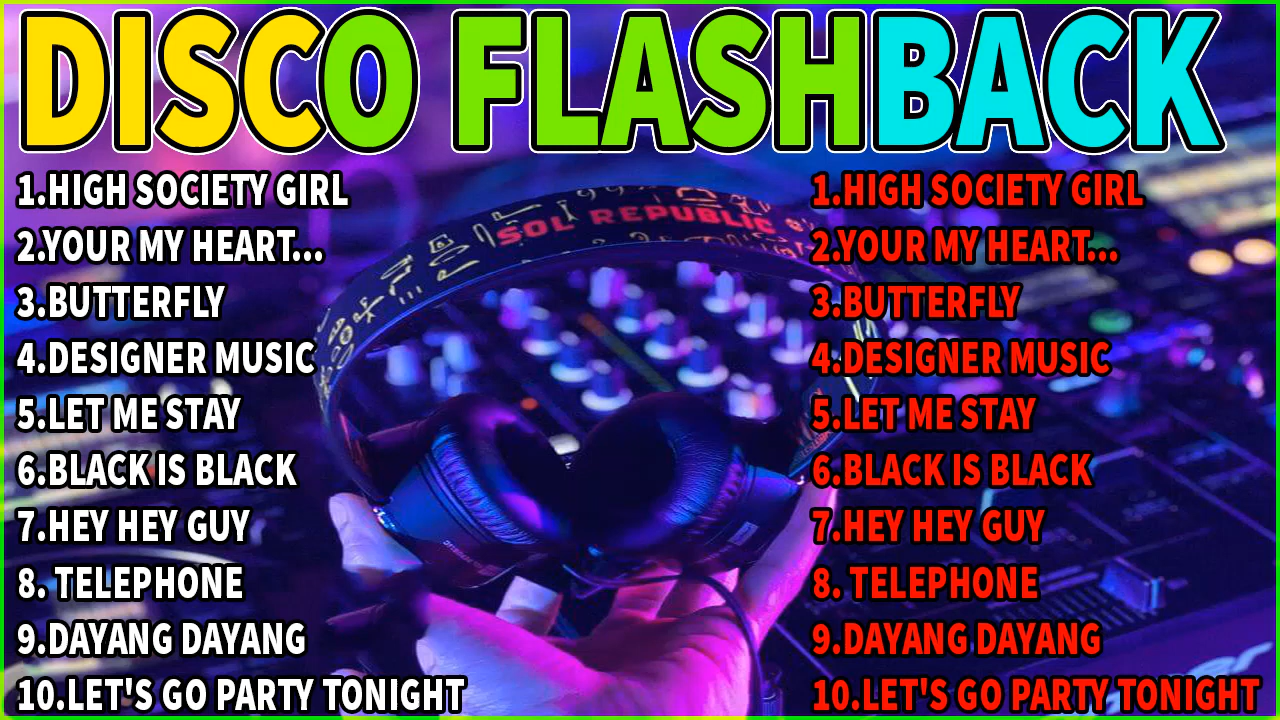 DISCO FLASHBACK
1.HIGH SOCIETY GIRL
2.YOUR MY HEART...
3.BUTTERFLY
4.DESIGNER MUSIC
5.LET ME STAY
6.BLACK IS BLACK
7.HEY HEY GUY
8. TELEPHONE
9.DAYANG DAYANG
10.LET'S GO PARTY TONIGHT
1.HIGH SOCIETY GIRL
2.YOUR MY HEART...
3.BUTTERFLY
4.DESIGNER MUSIC
5.LET ME STAY
6.BLACK IS BLACK
7.HEY HEY GUY
8. TELEPHONE
9.DAYANG DAYANG
10.LET'S GO PARTY TONIGHT
SOL REPUBLIC